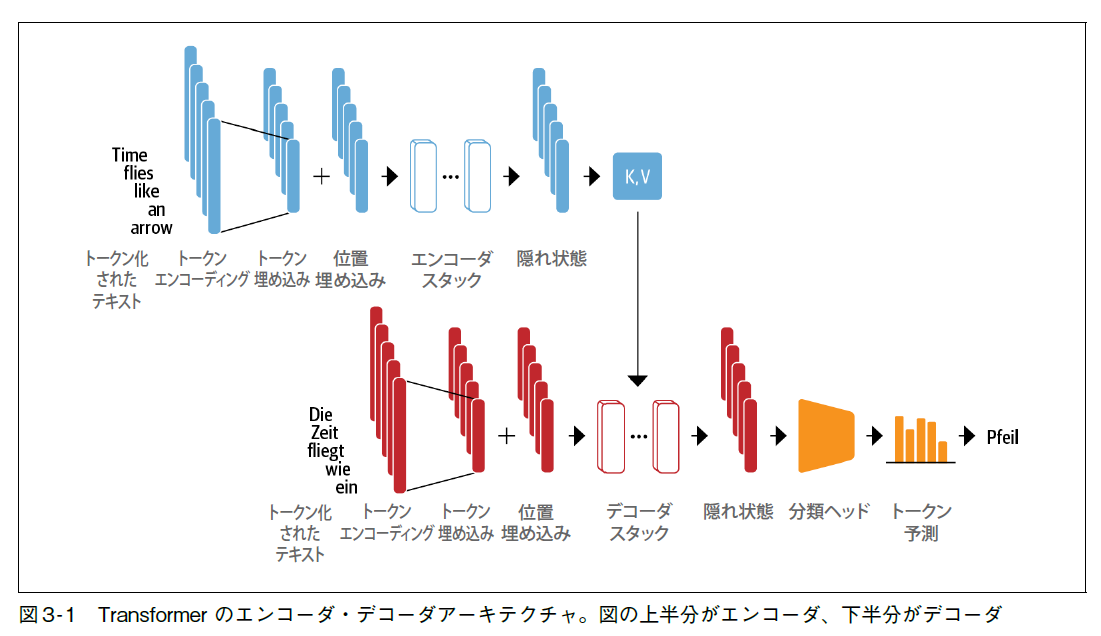 Time
flies
like
an
arrow
K,V
トークン化
された
テキスト
トークン
エンコーディング
トークン
埋め込み
位置
埋め込み
エンコーダ
スタック
隠れ状態
Die
Zeit
fliegt
wie
ein
Pfeil
トークン化
された
テキスト
トークン
エンコーディング
トークン
埋め込み
位置
埋め込み
デコーダ
スタック
隠れ状態
分類ヘッド
トークン
予測
図3-1 Transformer のエンコーダ・デコーダアーキテクチャ。図の上半分がエンコーダ、下半分がデコーダ